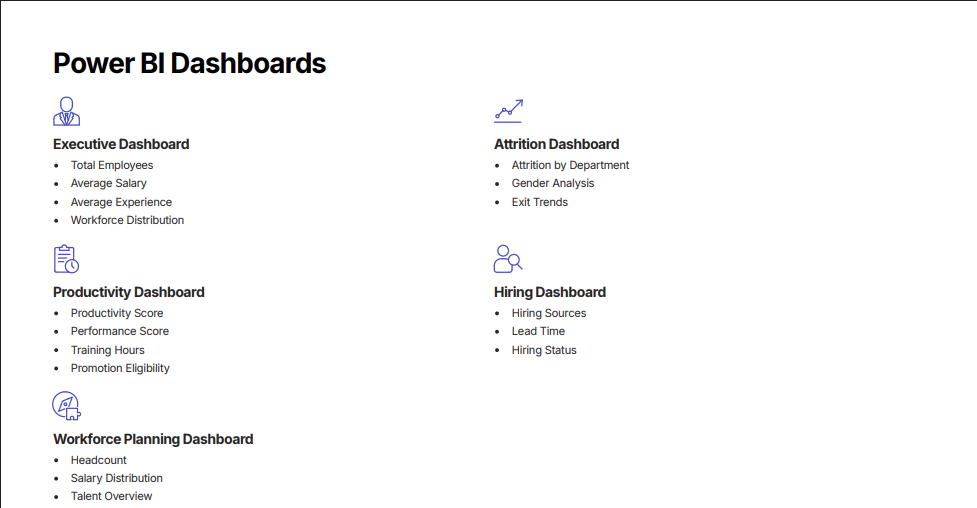 Power BI Dashboards
Executive Dashboard
• Total Employees
• Average Salary
• Average Experience
• Workforce Distribution
Attrition Dashboard
• Attrition by Department
• Gender Analysis
• Exit Trends
Productivity Dashboard
• Productivity Score
• Performance Score
• Training Hours
• Promotion Eligibility
Hiring Dashboard
• Hiring Sources
• Lead Time
• Hiring Status
Workforce Planning Dashboard
• Headcount
• Salary Distribution
• Talent Overview